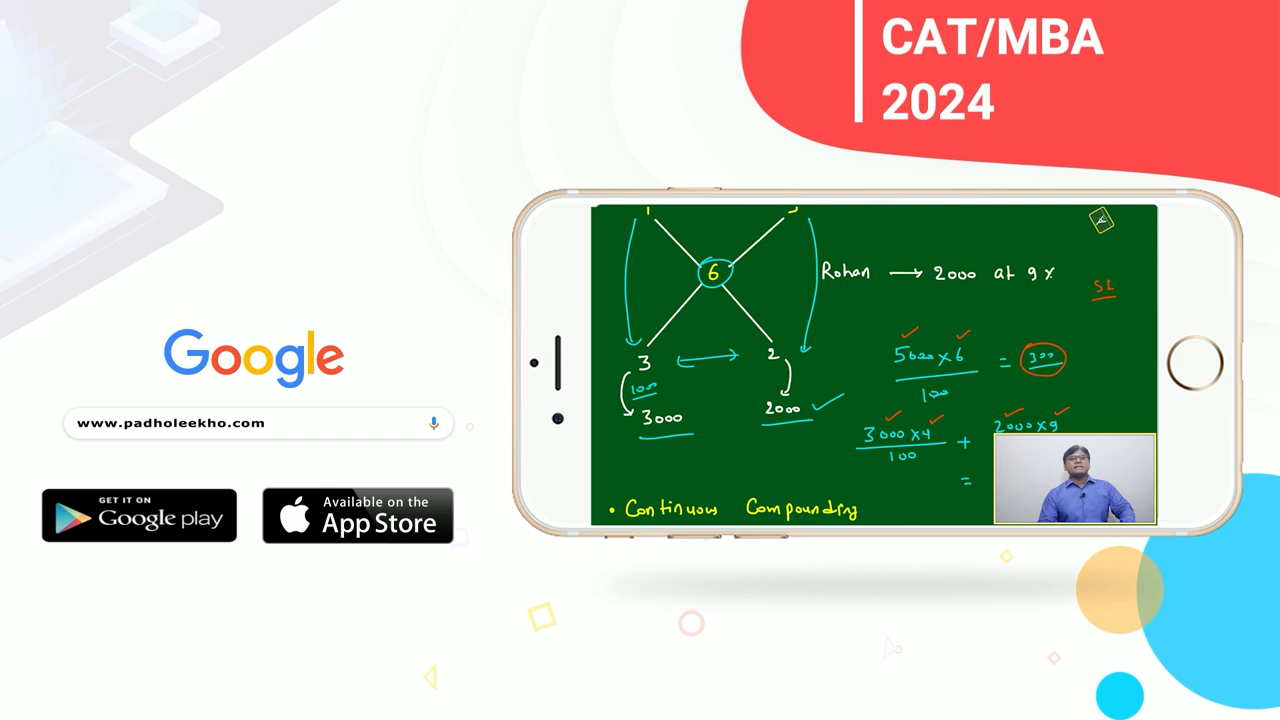 CAT/MBA
2024
Google
www.padholeekho.com
GET IT ON
Google play
Available on the
App Store
6
Rohan → 2000 at 9%
SI
3 ↔ 2
1000
3000
2000 ✓
5000 × 6 / 100 = 300
3000 × 4 / 100 + 2000 × 9
=
• Continuous Compounding